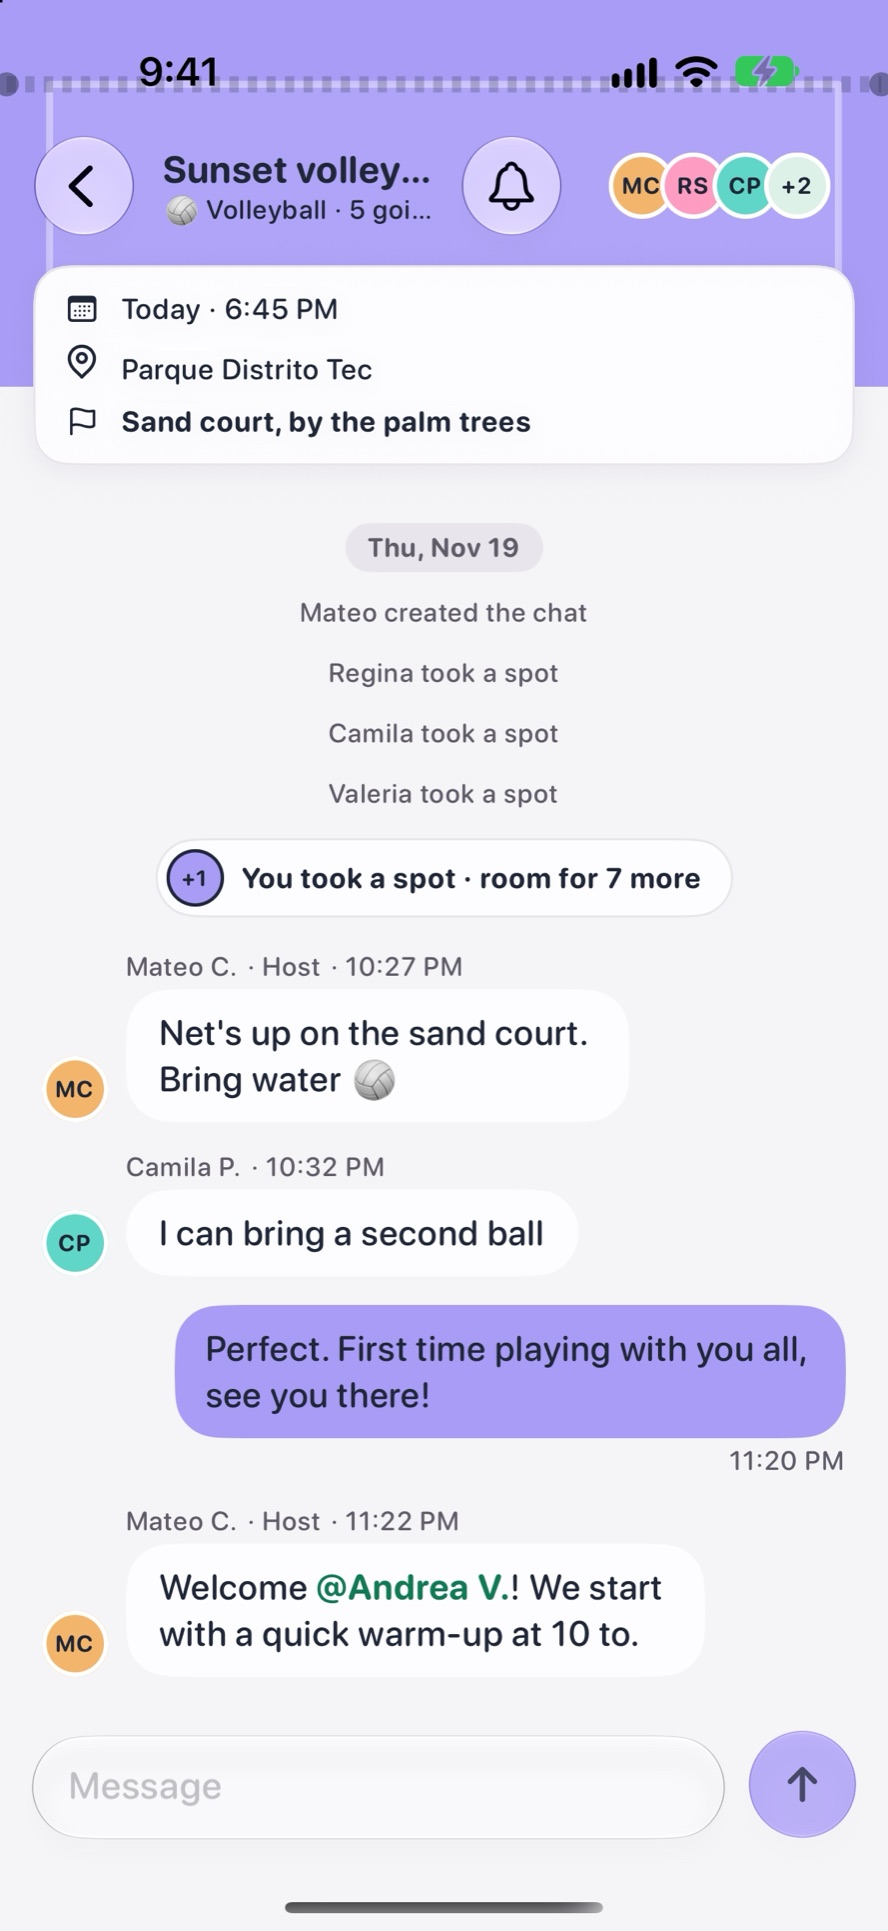 9:41
Sunset volley...
Volleyball · 5 goi...
MC RS CP +2
Today · 6:45 PM
Parque Distrito Tec
Sand court, by the palm trees
Thu, Nov 19
Mateo created the chat
Regina took a spot
Camila took a spot
Valeria took a spot
+1 You took a spot · room for 7 more
Mateo C. · Host · 10:27 PM
Net's up on the sand court.
Bring water
MC
Camila P. · 10:32 PM
I can bring a second ball
CP
Perfect. First time playing with you all,
see you there!
11:20 PM
Mateo C. · Host · 11:22 PM
Welcome @Andrea V.! We start
with a quick warm-up at 10 to.
MC
Message